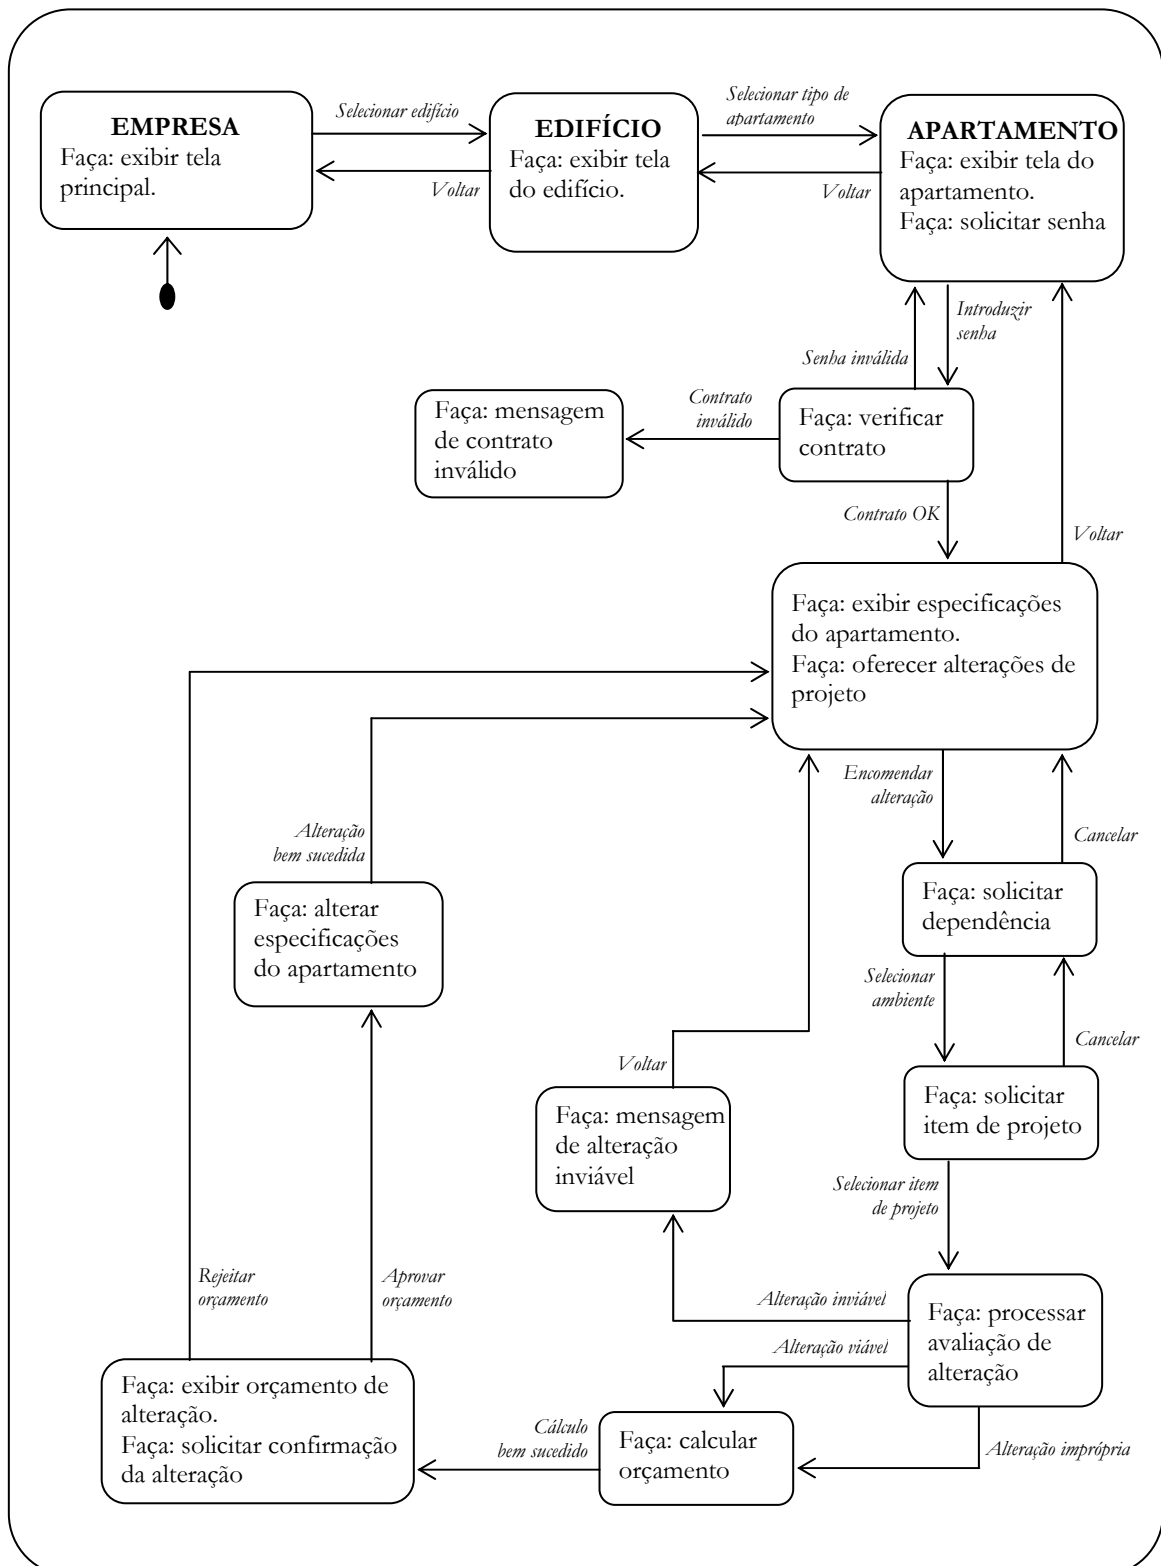 EMPRESA
Faça: exibir tela
principal.
Selecionar edifício
Voltar
EDIFÍCIO
Faça: exibir tela
do edifício.
Selecionar tipo de
apartamento
Voltar
APARTAMENTO
Faça: exibir tela do
apartamento.
Faça: solicitar senha
Introduzir
senha
Senha inválida
Contrato
inválido
Faça: mensagem
de contrato
inválido
Faça: verificar
contrato
Contrato OK
Voltar
Faça: exibir especificações
do apartamento.
Faça: oferecer alterações de
projeto
Encomendar
alteração
Cancelar
Alteração
bem sucedida
Faça: alterar
especificações
do apartamento
Faça: solicitar
dependência
Selecionar
ambiente
Cancelar
Voltar
Faça: mensagem
de alteração
inviável
Faça: solicitar
item de projeto
Selecionar item
de projeto
Rejeitar
orçamento
Aprovar
orçamento
Alteração inviável
Alteração viável
Faça: processar
avaliação de
alteração
Faça: exibir orçamento de
alteração.
Faça: solicitar confirmação
da alteração
Cálculo
bem sucedido
Faça: calcular
orçamento
Alteração imprópria